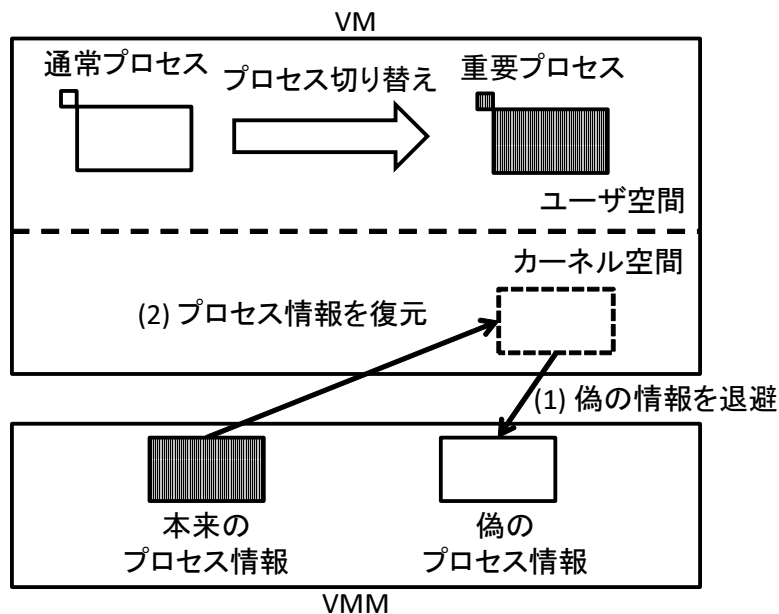 VM
通常プロセス
プロセス切り替え
重要プロセス
ユーザ空間
カーネル空間
(2) プロセス情報を復元
(1) 偽の情報を退避
本来の
プロセス情報
偽の
プロセス情報
VMM